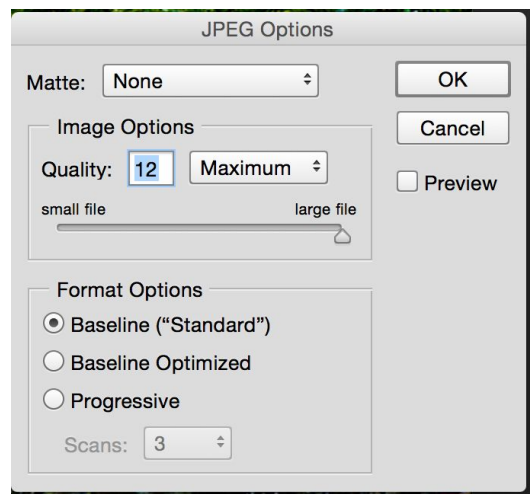 JPEG Options
Matte: None
OK
Image Options
Cancel
Quality: 12 Maximum
Preview
small file large file
Format Options
Baseline (“Standard”)
Baseline Optimized
Progressive
Scans: 3